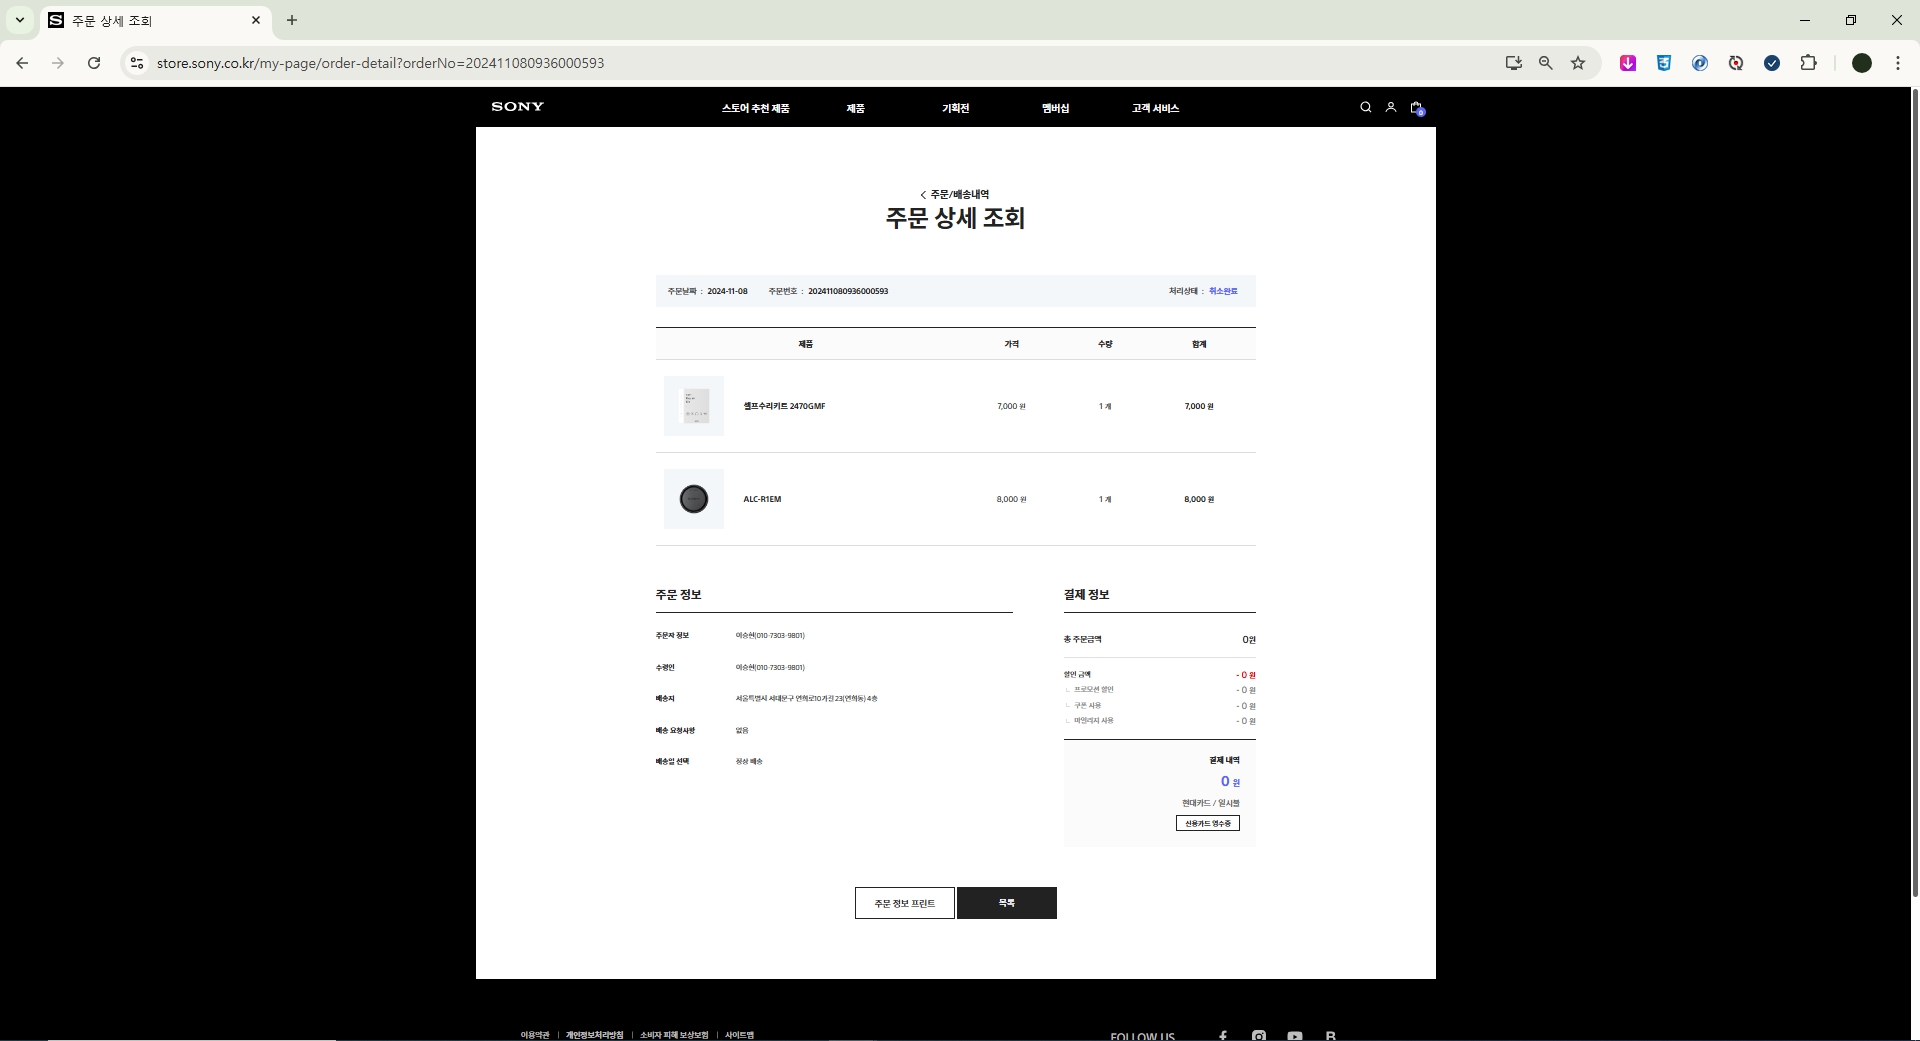 주문 상세 조회
store.sony.co.kr/my-page/order-detail?orderNo=202411080936000593
SONY
스토어 추천 제품
제품
기획전
멤버십
고객 서비스
0
주문/배송내역
주문 상세 조회
주문날짜 : 2024-11-08
주문번호 : 202411080936000593
처리상태 : 취소완료
제품 가격 수량 합계
셀프수리키트 2470GMF 7,000 원 1 개 7,000 원
ALC-R1EM 8,000 원 1 개 8,000 원
주문 정보
주문자 정보 이승현(010-7303-9801)
수령인 이승현(010-7303-9801)
배송지 서울특별시 서대문구 연희로10가길 23(연희동) 4층
배송 요청사항 없음
배송일 선택 정상 배송
결제 정보
총 주문금액 0원
할인 금액 - 0 원
프로모션 할인 - 0 원
쿠폰 사용 - 0 원
마일리지 사용 - 0 원
결제 내역
0 원
현대카드 / 일시불
신용카드 영수증
주문 정보 프린트
목록
이용약관
개인정보처리방침
소비자 피해 보상보험
사이트맵
FOLLOW US